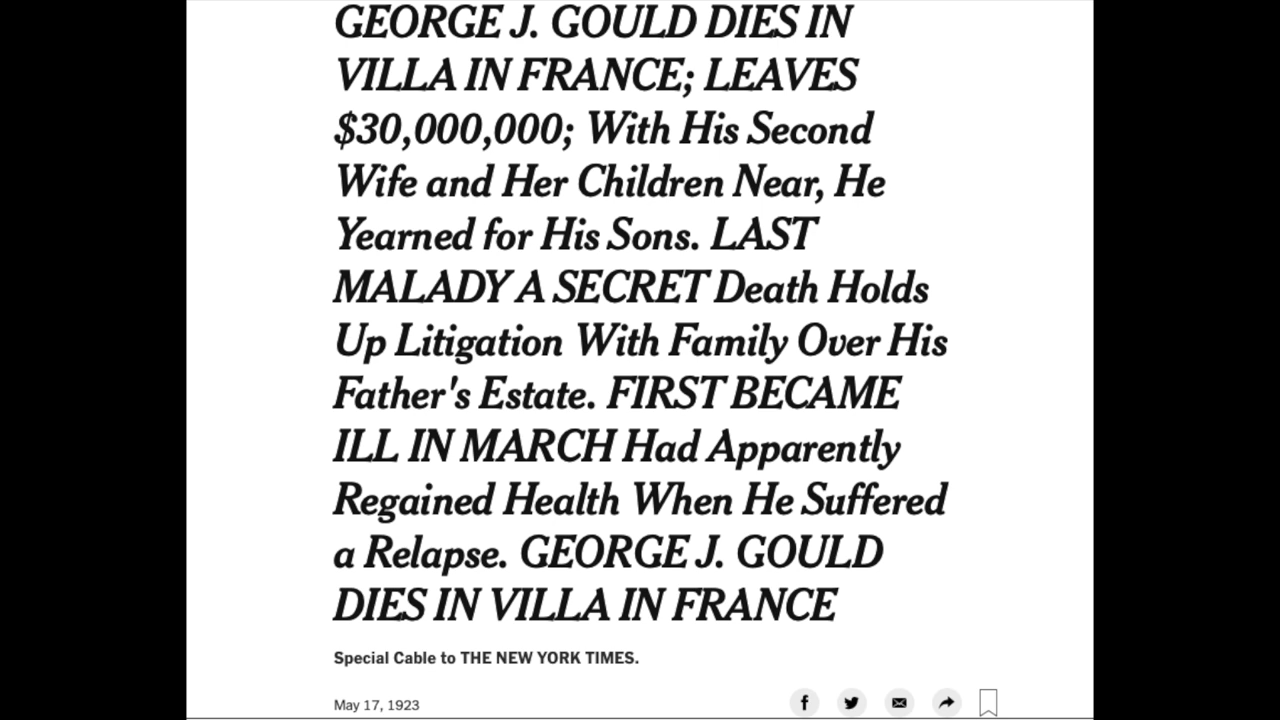 GEORGE J. GOULD DIES IN
VILLA IN FRANCE; LEAVES
$30,000,000; With His Second
Wife and Her Children Near, He
Yearned for His Sons. LAST
MALADY A SECRET Death Holds
Up Litigation With Family Over His
Father's Estate. FIRST BECAME
ILL IN MARCH Had Apparently
Regained Health When He Suffered
a Relapse. GEORGE J. GOULD
DIES IN VILLA IN FRANCE
Special Cable to THE NEW YORK TIMES.
May 17, 1923